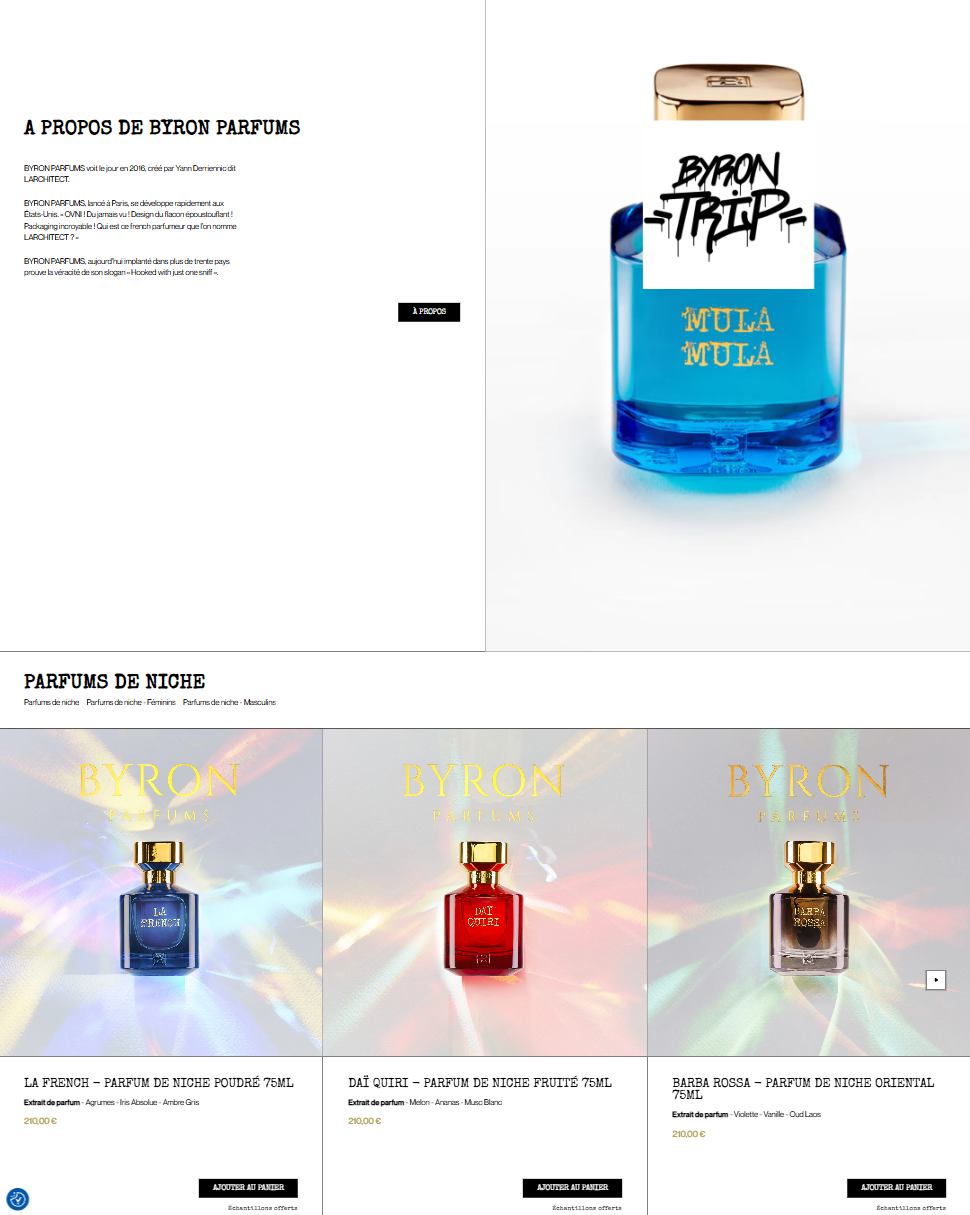 A PROPOS DE BYRON PARFUMS
BYRON PARFUMS voit le jour en 2016, créé par Yann Derriennic dit
LARCHITECT.
BYRON PARFUMS, lancé à Paris, se développe rapidement aux
États-Unis. « OVNI ! Du jamais vu ! Design du flacon époustouflant !
Packaging incroyable ! Qui est ce french parfumeur que l'on nomme
LARCHITECT ? »
BYRON PARFUMS, aujourd'hui implanté dans plus de trente pays
prouve la véracité de son slogan « Hooked with just one sniff ».
À PROPOS
BYRON
TRIP
MULA
MULA
PARFUMS DE NICHE
Parfums de niche Parfums de niche - Féminins Parfums de niche - Masculins
BYRON
PARFUMS
LA
FRENCH
BYRON
PARFUMS
DAÏ
QUIRI
BYRON
PARFUMS
BARBA
ROSSA
LA FRENCH – PARFUM DE NICHE POUDRÉ 75ML
Extrait de parfum - Agrumes - Iris Absolue - Ambre Gris
210,00 €
AJOUTER AU PANIER
Échantillons offerts
DAÏ QUIRI – PARFUM DE NICHE FRUITÉ 75ML
Extrait de parfum - Melon - Ananas - Musc Blanc
210,00 €
AJOUTER AU PANIER
Échantillons offerts
BARBA ROSSA – PARFUM DE NICHE ORIENTAL
75ML
Extrait de parfum - Violette - Vanille - Oud Laos
210,00 €
AJOUTER AU PANIER
Échantillons offerts